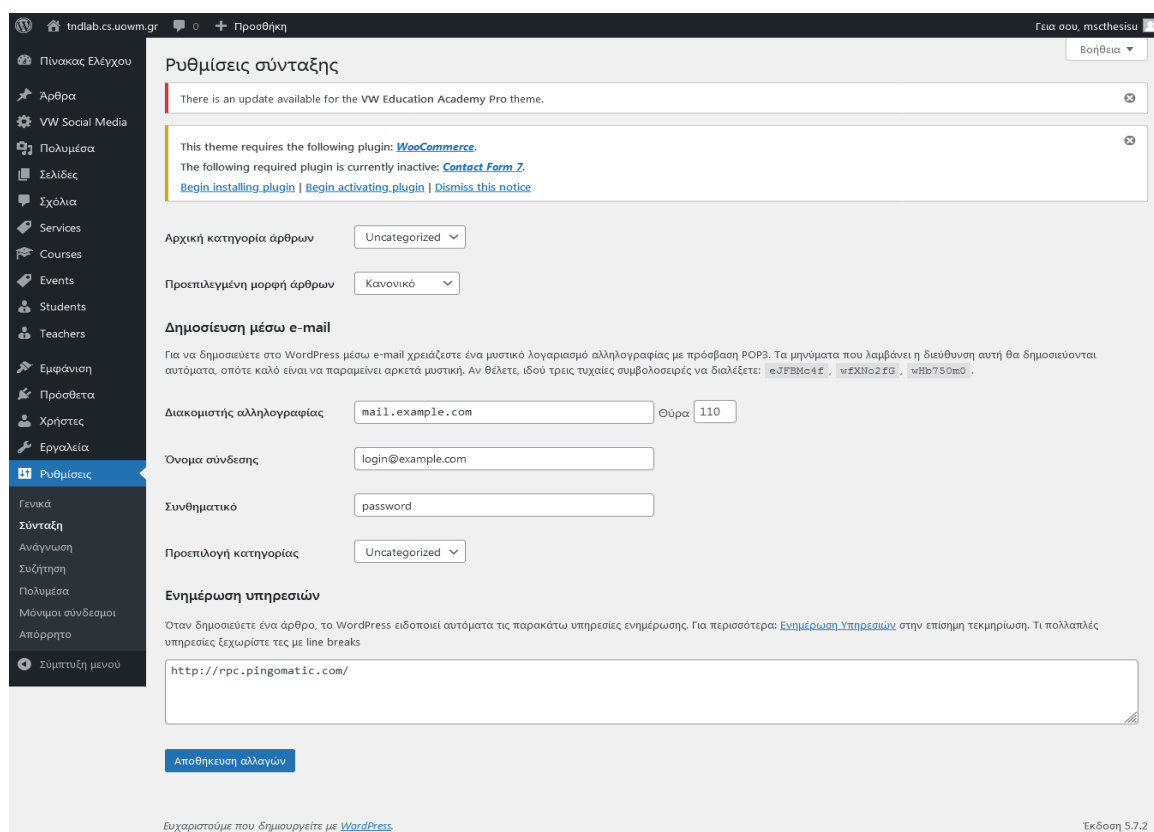 tndlab.cs.uowm.gr 0 + Προσθήκη Γεια σου, mscthesisu
Βοήθεια ▼
Πίνακας Ελέγχου
Άρθρα
VW Social Media
Πολυμέσα
Σελίδες
Σχόλια
Services
Courses
Events
Students
Teachers
Εμφάνιση
Πρόσθετα
Χρήστες
Εργαλεία
Ρυθμίσεις
Γενικά
Σύνταξη
Ανάγνωση
Συζήτηση
Πολυμέσα
Μόνιμοι σύνδεσμοι
Απόρρητο
Σύμπτυξη μενού
Ρυθμίσεις σύνταξης
There is an update available for the VW Education Academy Pro theme.
This theme requires the following plugin: WooCommerce.
The following required plugin is currently inactive: Contact Form 7.
Begin installing plugin | Begin activating plugin | Dismiss this notice
Αρχική κατηγορία άρθρων Uncategorized
Προεπιλεγμένη μορφή άρθρων Κανονικό
Δημοσίευση μέσω e-mail
Για να δημοσιεύετε στο WordPress μέσω e-mail χρειάζεστε ένα μυστικό λογαριασμό αλληλογραφίας με πρόσβαση POP3. Τα μηνύματα που λαμβάνει η διεύθυνση αυτή θα δημοσιεύονται
αυτόματα, οπότε καλό είναι να παραμείνει αρκετά μυστική. Αν θέλετε, ιδού τρεις τυχαίες συμβολοσειρές να διαλέξετε: eJFBMc4f , wfXNo2fG , wHb750m0 .
Διακομιστής αλληλογραφίας mail.example.com Θύρα 110
Όνομα σύνδεσης login@example.com
Συνθηματικό password
Προεπιλογή κατηγορίας Uncategorized
Ενημέρωση υπηρεσιών
Όταν δημοσιεύετε ένα άρθρο, το WordPress ειδοποιεί αυτόματα τις παρακάτω υπηρεσίες ενημέρωσης. Για περισσότερα: Ενημέρωση Υπηρεσιών στην επίσημη τεκμηρίωση. Τι πολλαπλές
υπηρεσίες ξεχωρίστε τες με line breaks
http://rpc.pingomatic.com/
Αποθήκευση αλλαγών
Ευχαριστούμε που δημιουργείτε με WordPress. Έκδοση 5.7.2